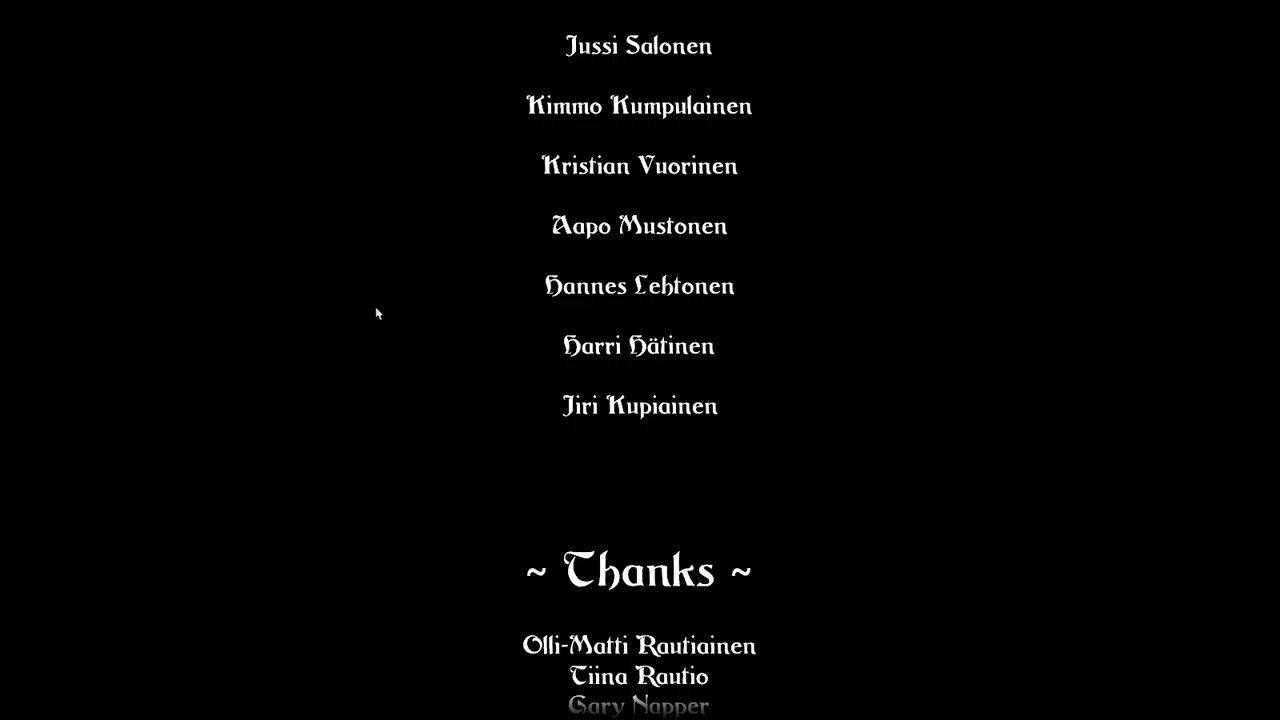 Jussi Salonen
Kimmo Kumpulainen
Kristian Vuorinen
Aapo Mustonen
Hannes Lehtonen
Harri Hätinen
Jiri Kupiainen
~ Thanks ~
Olli-Matti Rautiainen
Tiina Rautio
Gary Napper